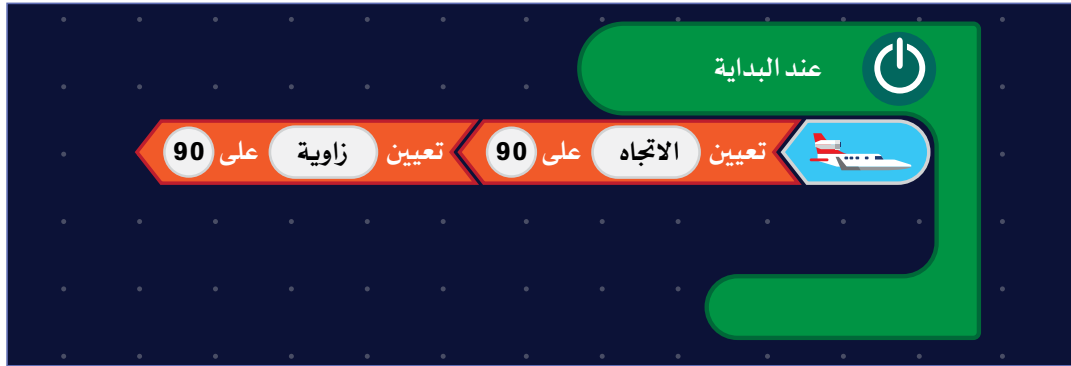 عند البداية
تعيين الاتجاه على 90 تعيين زاوية على 90